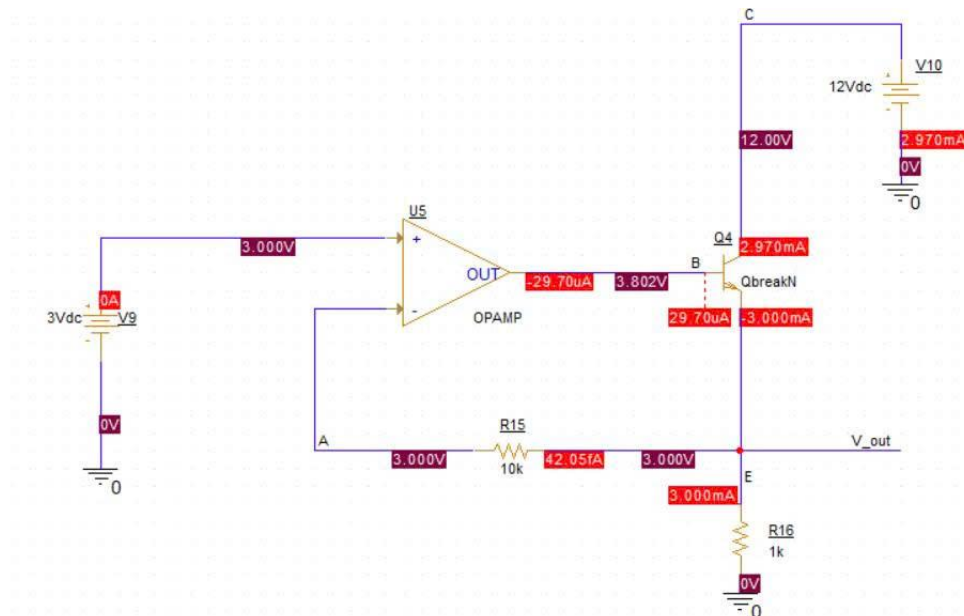 C
V10
12Vdc
12.00V
2.970mA
0V
0
U5
Q4
2.970mA
+
3.000V
B
OUT
-29.70uA
3.802V
QbreakN
0A
3Vdc
V9
-
OPAMP
29.70uA
-3.000mA
R15
0V
A
V_out
3.000V
10k
42.05fA
3.000V
0
E
3.000mA
R16
1k
0V
0